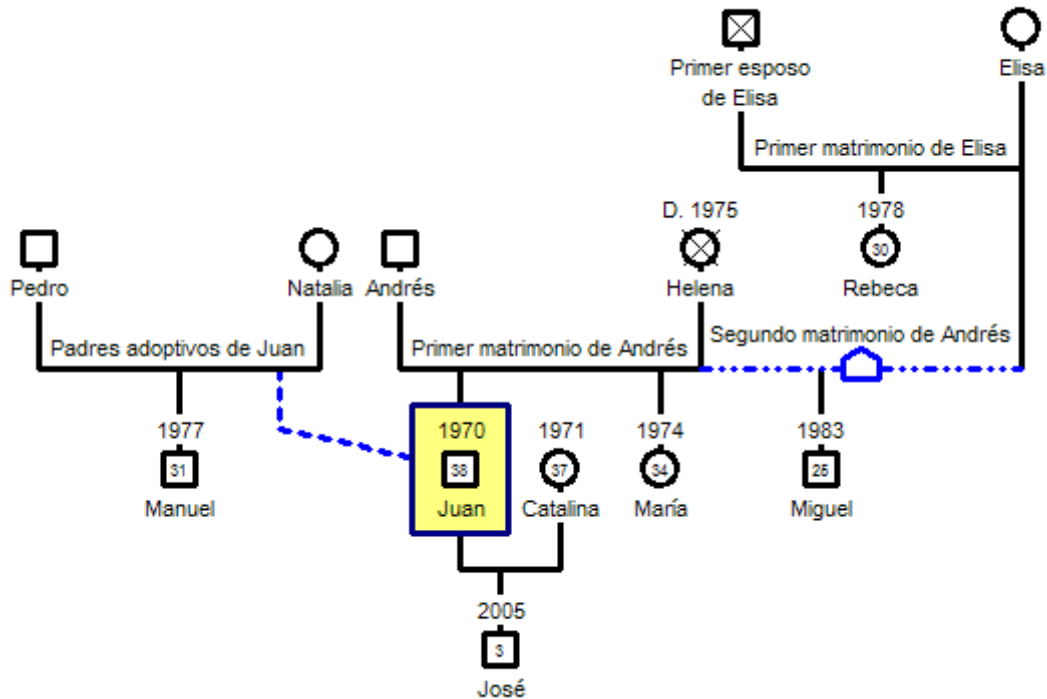 Primer esposo
de Elisa
Elisa
Primer matrimonio de Elisa
D. 1975
1978
30
Pedro
Natalia
Andrés
Helena
Rebeca
Padres adoptivos de Juan
Primer matrimonio de Andrés
Segundo matrimonio de Andrés
1977
1970
1971
1974
1983
31
38
37
34
25
Manuel
Juan
Catalina
María
Miguel
2005
3
José